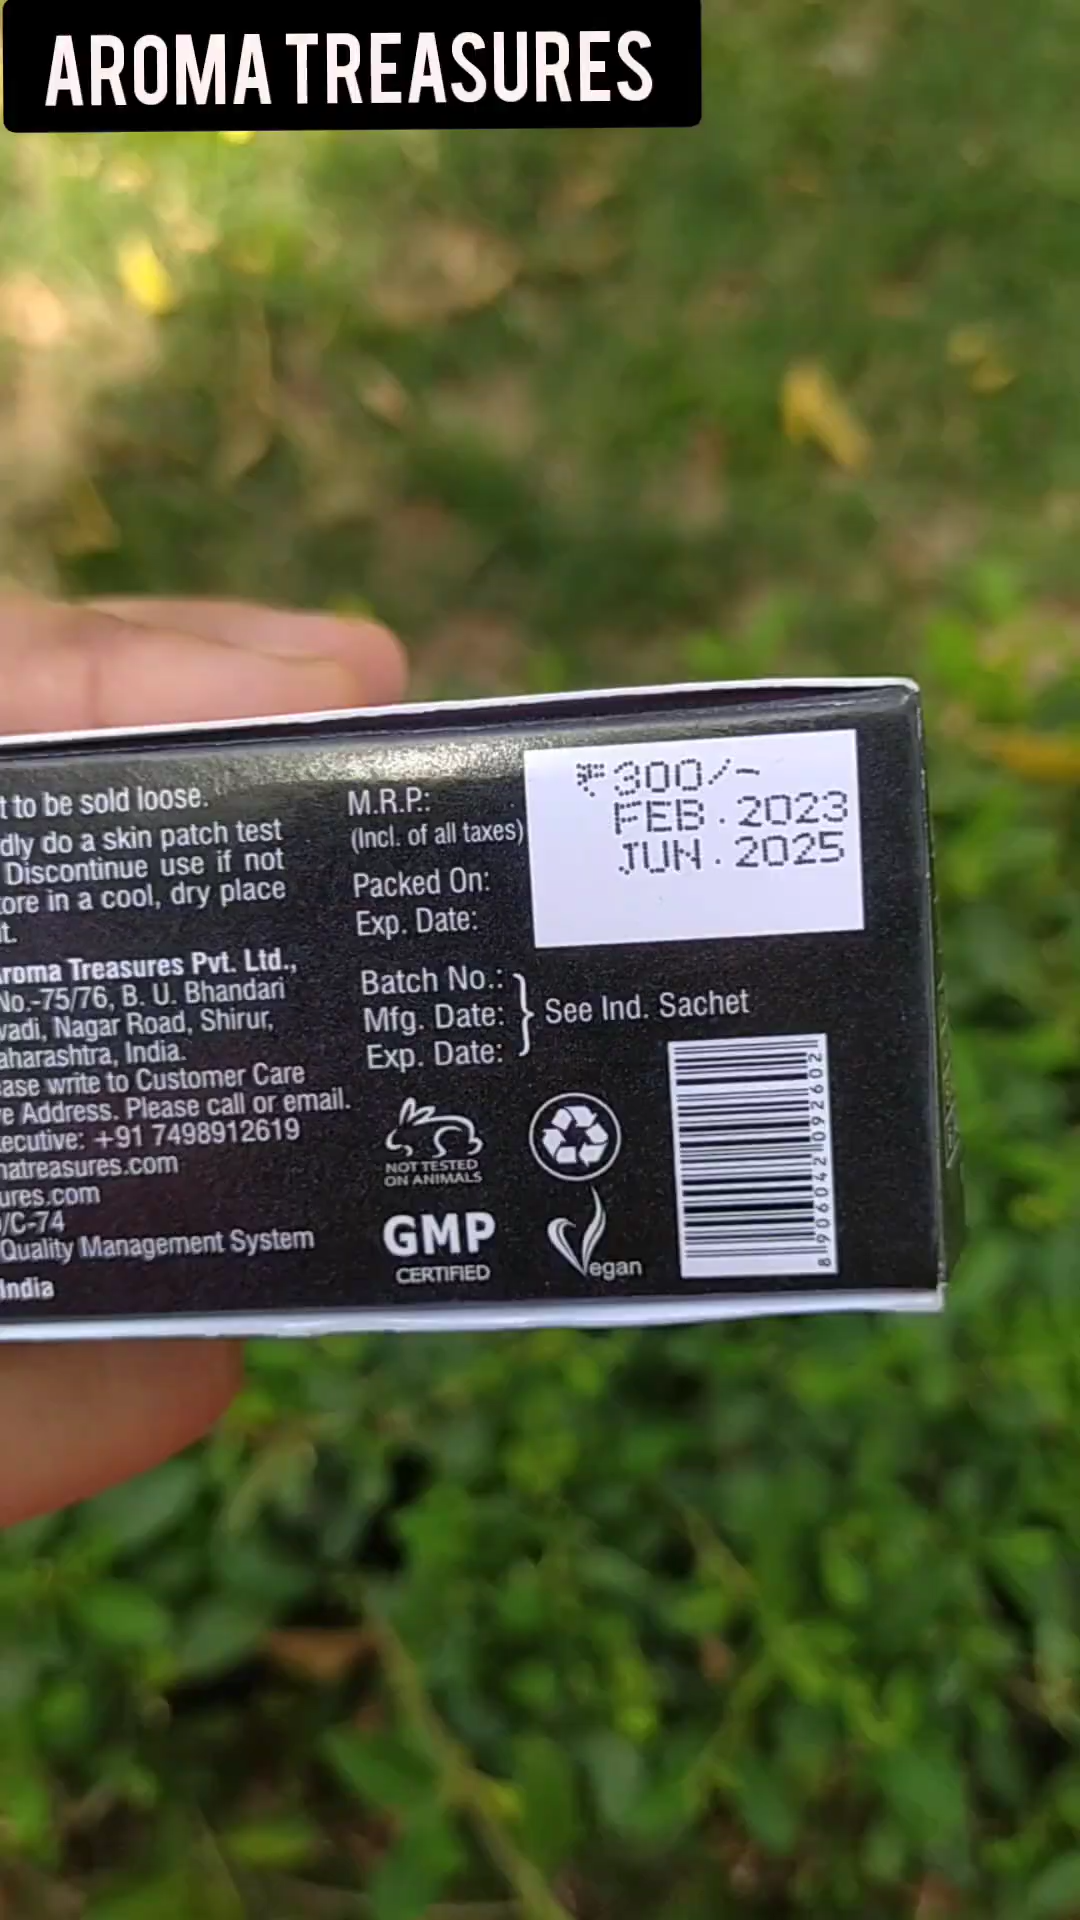 AROMA TREASURES
t to be sold loose.
dly do a skin patch test
Discontinue use if not
ore in a cool, dry place
t.
roma Treasures Pvt. Ltd.,
No.-75/76, B. U. Bhandari
vadi, Nagar Road, Shirur,
aharashtra, India.
ase write to Customer Care
e Address. Please call or email.
ecutive: +91 7498912619
natreasures.com
ures.com
/C-74
Quality Management System
India
M.R.P.:
(Incl. of all taxes)
Packed On:
Exp. Date:
₹300/-
FEB.2023
JUN.2025
Batch No.:
Mfg. Date:
Exp. Date:
See Ind. Sachet
NOT TESTED
ON ANIMALS
GMP
CERTIFIED
Vegan
8906042092602